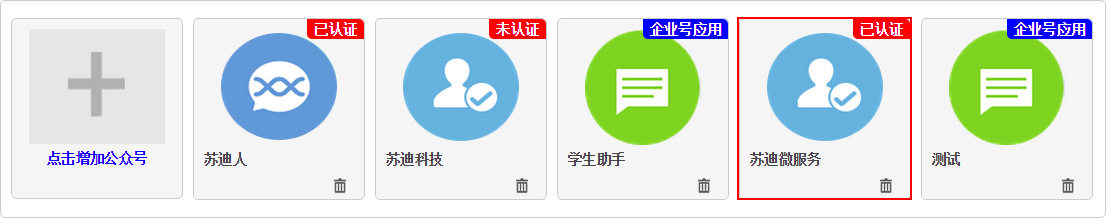 已认证
未认证
企业号应用
已认证
企业号应用
点击增加公众号
苏迪人
苏迪科技
学生助手
苏迪微服务
测试